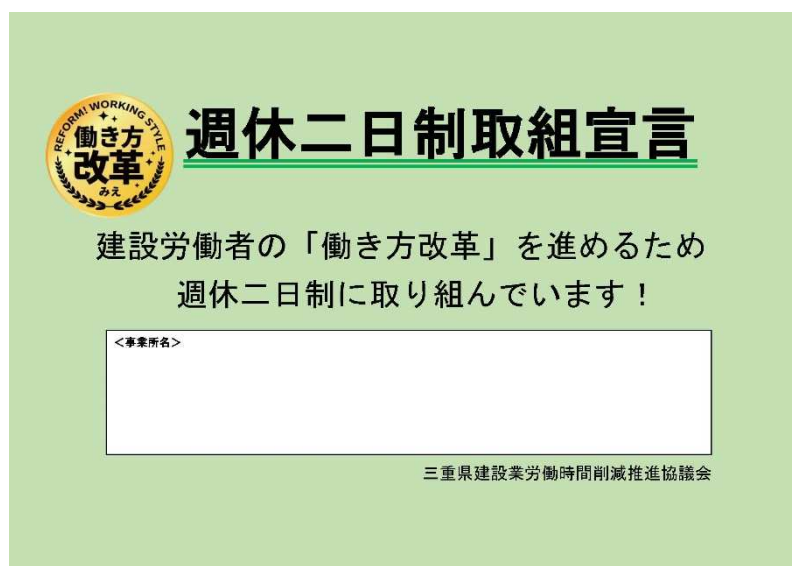 REFORM! WORKING STYLE
働き方
改革
みえ
週休二日制取組宣言
建設労働者の「働き方改革」を進めるため
週休二日制に取り組んでいます！
＜事業所名＞
三重県建設業労働時間削減推進協議会